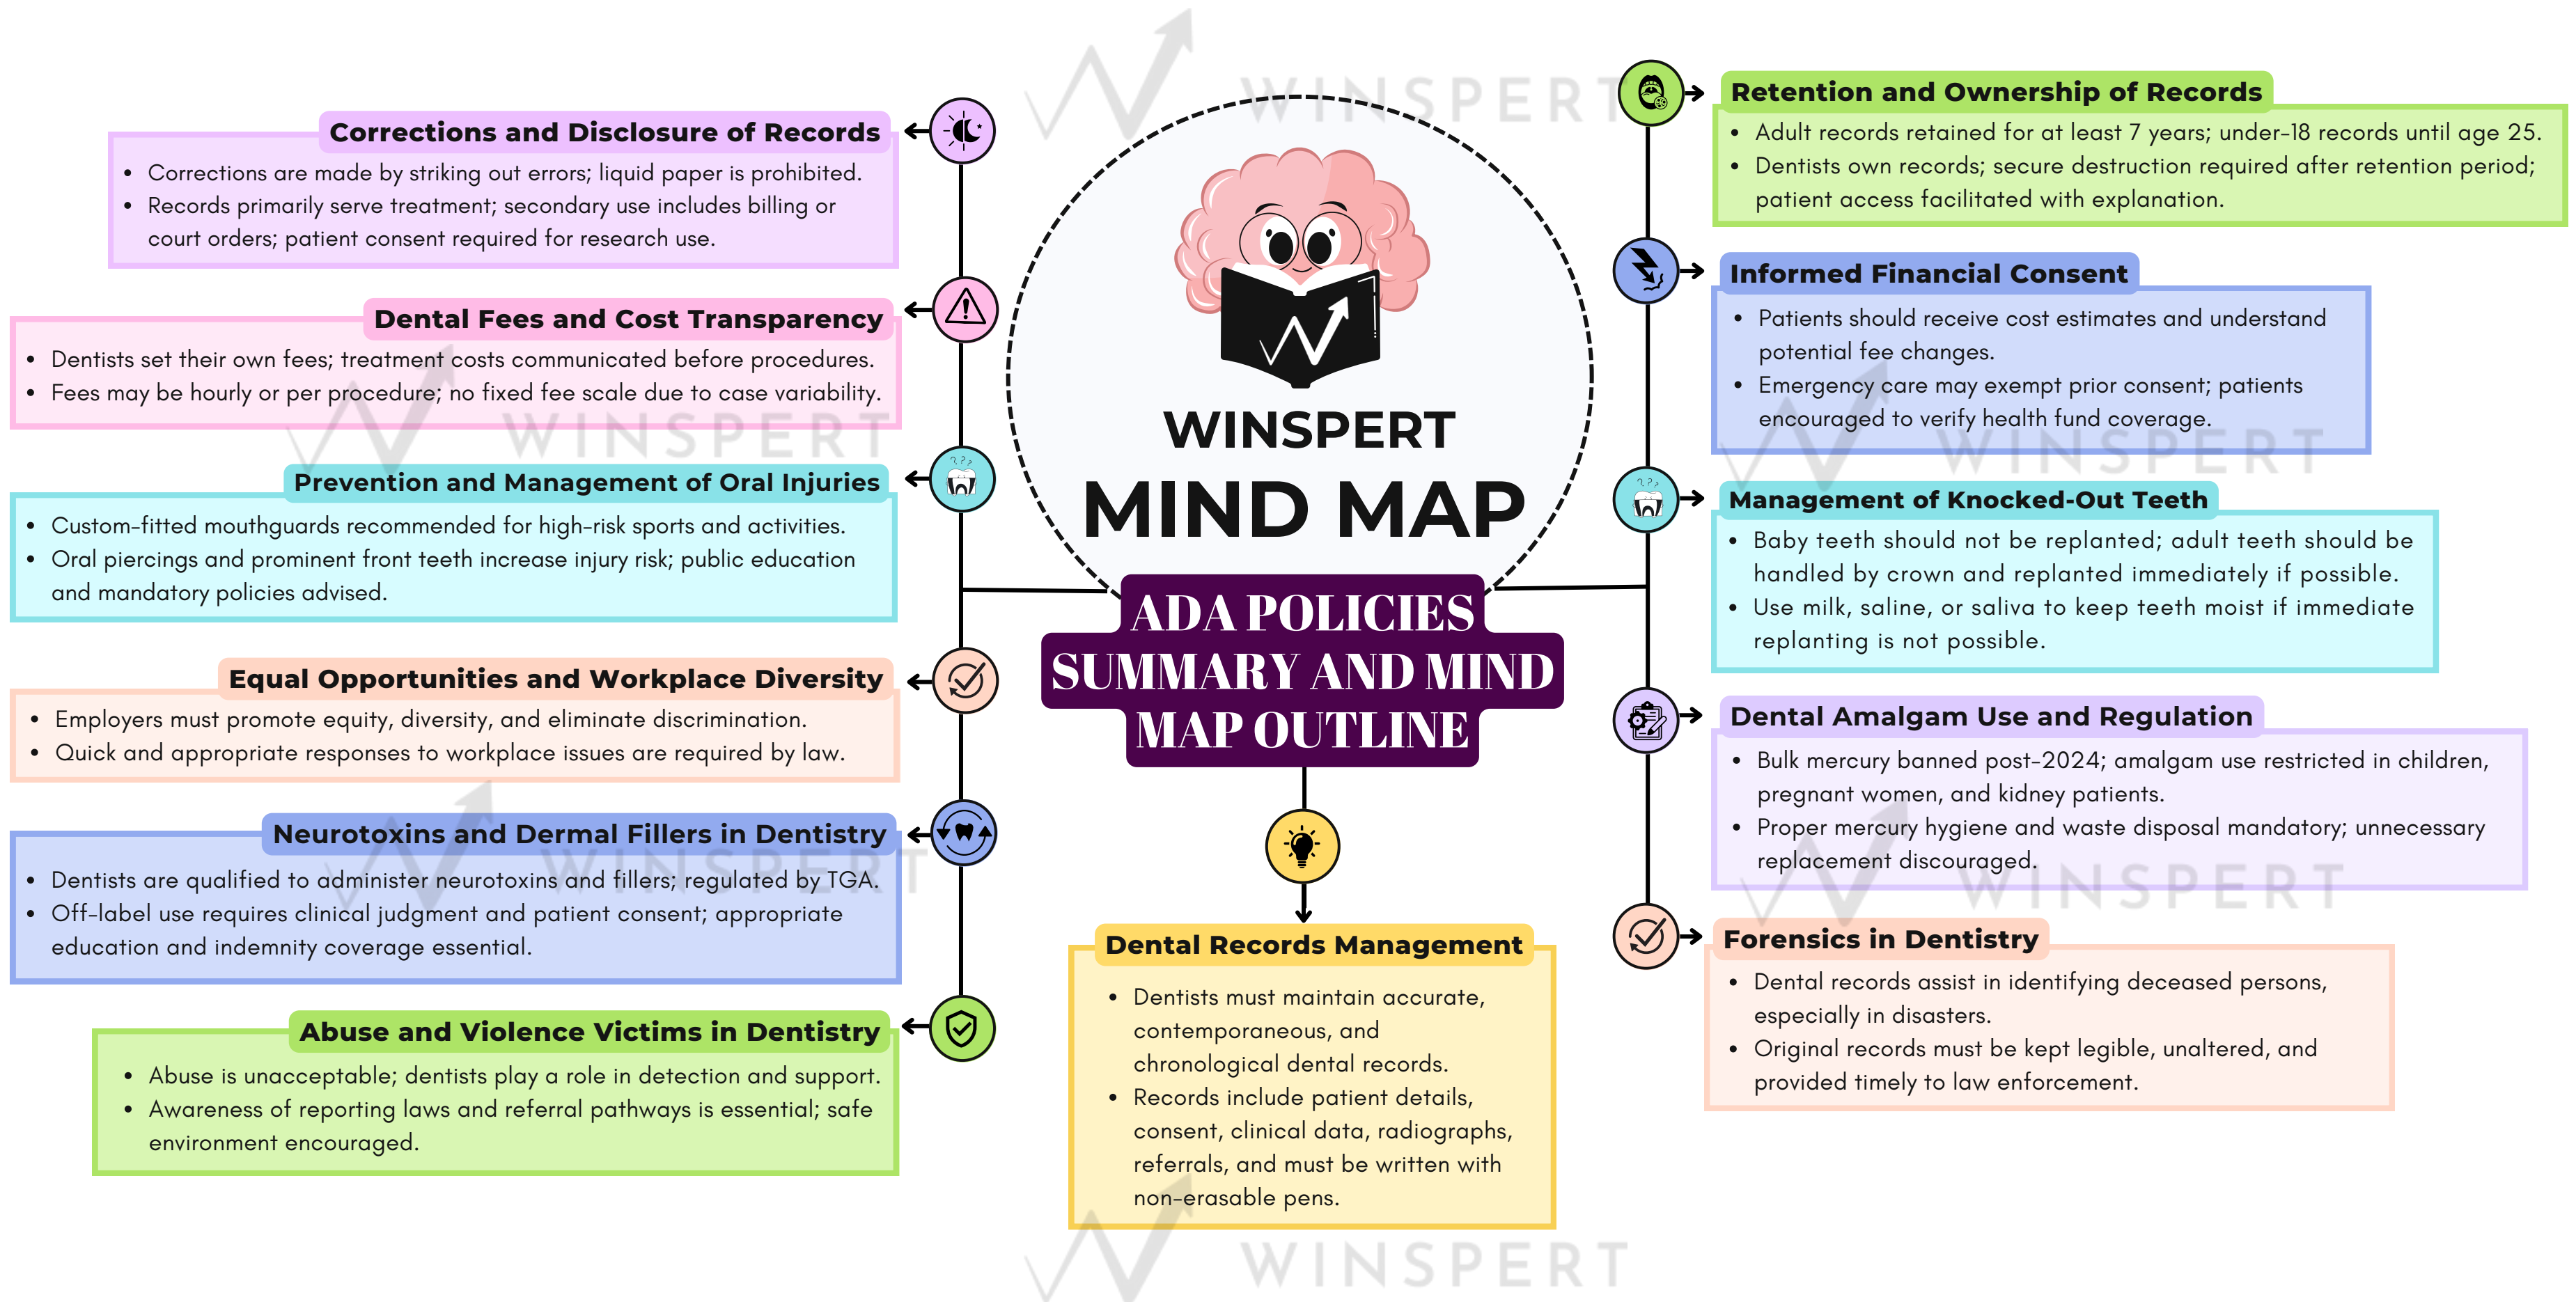 WINSPERT
WINSPERT
MIND MAP
ADA POLICIES
SUMMARY AND MIND
MAP OUTLINE
Corrections and Disclosure of Records
• Corrections are made by striking out errors; liquid paper is prohibited.
• Records primarily serve treatment; secondary use includes billing or
court orders; patient consent required for research use.
Dental Fees and Cost Transparency
• Dentists set their own fees; treatment costs communicated before procedures.
• Fees may be hourly or per procedure; no fixed fee scale due to case variability.
WINSPERT
Prevention and Management of Oral Injuries
• Custom-fitted mouthguards recommended for high-risk sports and activities.
• Oral piercings and prominent front teeth increase injury risk; public education
and mandatory policies advised.
Equal Opportunities and Workplace Diversity
• Employers must promote equity, diversity, and eliminate discrimination.
• Quick and appropriate responses to workplace issues are required by law.
Neurotoxins and Dermal Fillers in Dentistry
• Dentists are qualified to administer neurotoxins and fillers; regulated by TGA.
• Off-label use requires clinical judgment and patient consent; appropriate
education and indemnity coverage essential.
WINSPERT
Abuse and Violence Victims in Dentistry
• Abuse is unacceptable; dentists play a role in detection and support.
• Awareness of reporting laws and referral pathways is essential; safe
environment encouraged.
Dental Records Management
• Dentists must maintain accurate,
contemporaneous, and
chronological dental records.
• Records include patient details,
consent, clinical data, radiographs,
referrals, and must be written with
non-erasable pens.
WINSPERT
Retention and Ownership of Records
• Adult records retained for at least 7 years; under-18 records until age 25.
• Dentists own records; secure destruction required after retention period;
patient access facilitated with explanation.
Informed Financial Consent
• Patients should receive cost estimates and understand
potential fee changes.
• Emergency care may exempt prior consent; patients
encouraged to verify health fund coverage.
WINSPERT
Management of Knocked-Out Teeth
• Baby teeth should not be replanted; adult teeth should be
handled by crown and replanted immediately if possible.
• Use milk, saline, or saliva to keep teeth moist if immediate
replanting is not possible.
Dental Amalgam Use and Regulation
• Bulk mercury banned post-2024; amalgam use restricted in children,
pregnant women, and kidney patients.
• Proper mercury hygiene and waste disposal mandatory; unnecessary
replacement discouraged.
WINSPERT
Forensics in Dentistry
• Dental records assist in identifying deceased persons,
especially in disasters.
• Original records must be kept legible, unaltered, and
provided timely to law enforcement.